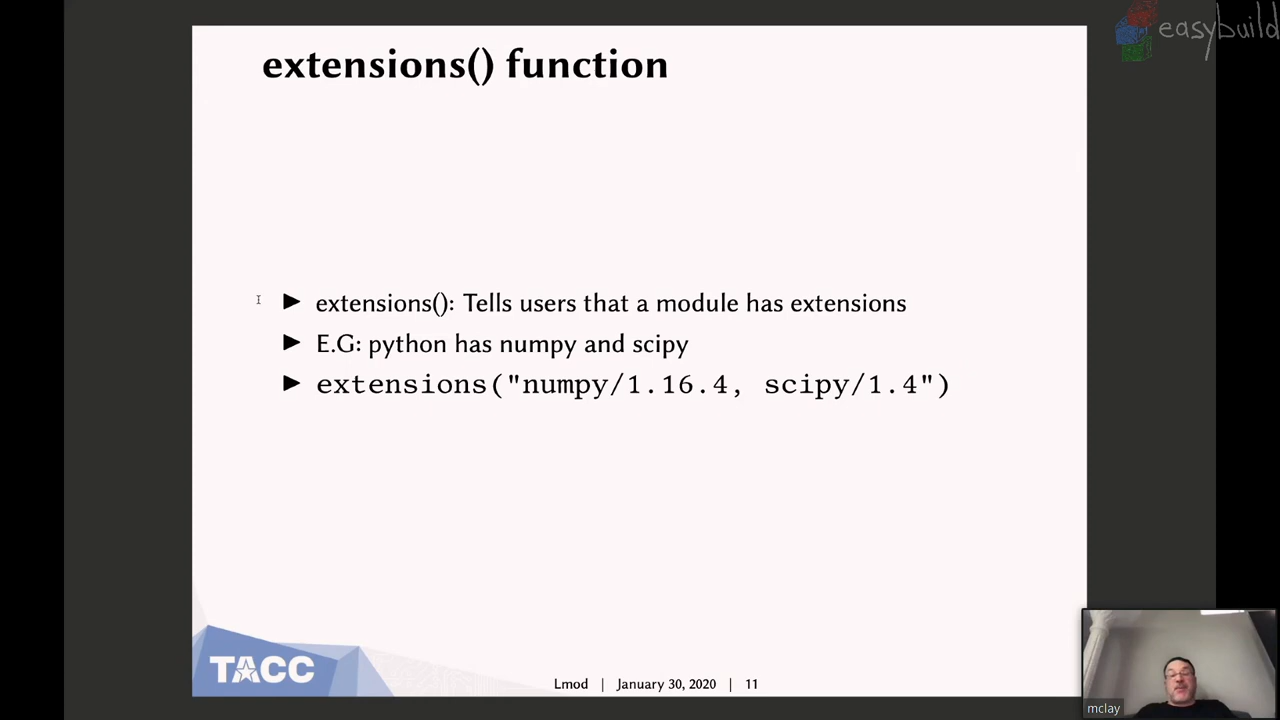 easybuild
extensions() function
▶ extensions(): Tells users that a module has extensions
▶ E.G: python has numpy and scipy
▶ extensions("numpy/1.16.4, scipy/1.4")
TACC
Lmod | January 30, 2020 | 11
mclay